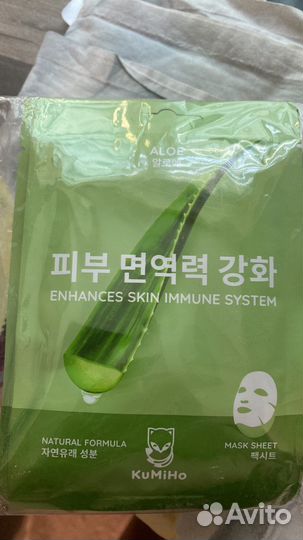 ALOE
알로에
피부 면역력 강화
ENHANCES SKIN IMMUNE SYSTEM
NATURAL FORMULA
자연유래 성분
MASK SHEET
팩시트
KuMiHo
Avito